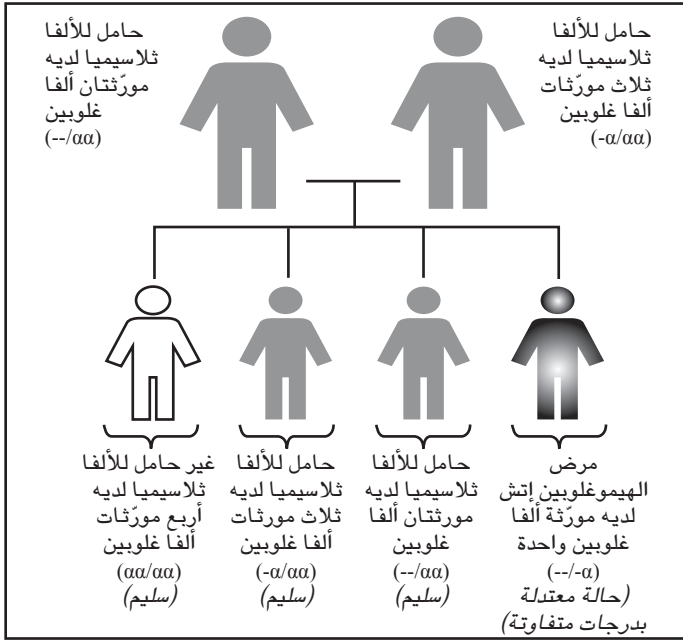 حامل للألفا
ثلاسيميا لديه
ثلاث مورّثات
ألفا غلوبين
(-α/αα)
حامل للألفا
ثلاسيميا لديه
مورّثتان ألفا
غلوبين
(--/αα)
مرض
الهيموغلوبين إتش
لديه مورّثة ألفا
غلوبين واحدة
(--/-α)
(حالة معتدلة
بدرجات متفاوتة)
حامل للألفا
ثلاسيميا لديه
مورثتان ألفا
غلوبين
(--/αα)
(سليم)
حامل للألفا
ثلاسيميا لديه
ثلاث مورثات
ألفا غلوبين
(-α/αα)
(سليم)
غير حامل للألفا
ثلاسيميا لديه
أربع مورّثات
ألفا غلوبين
(αα/αα)
(سليم)